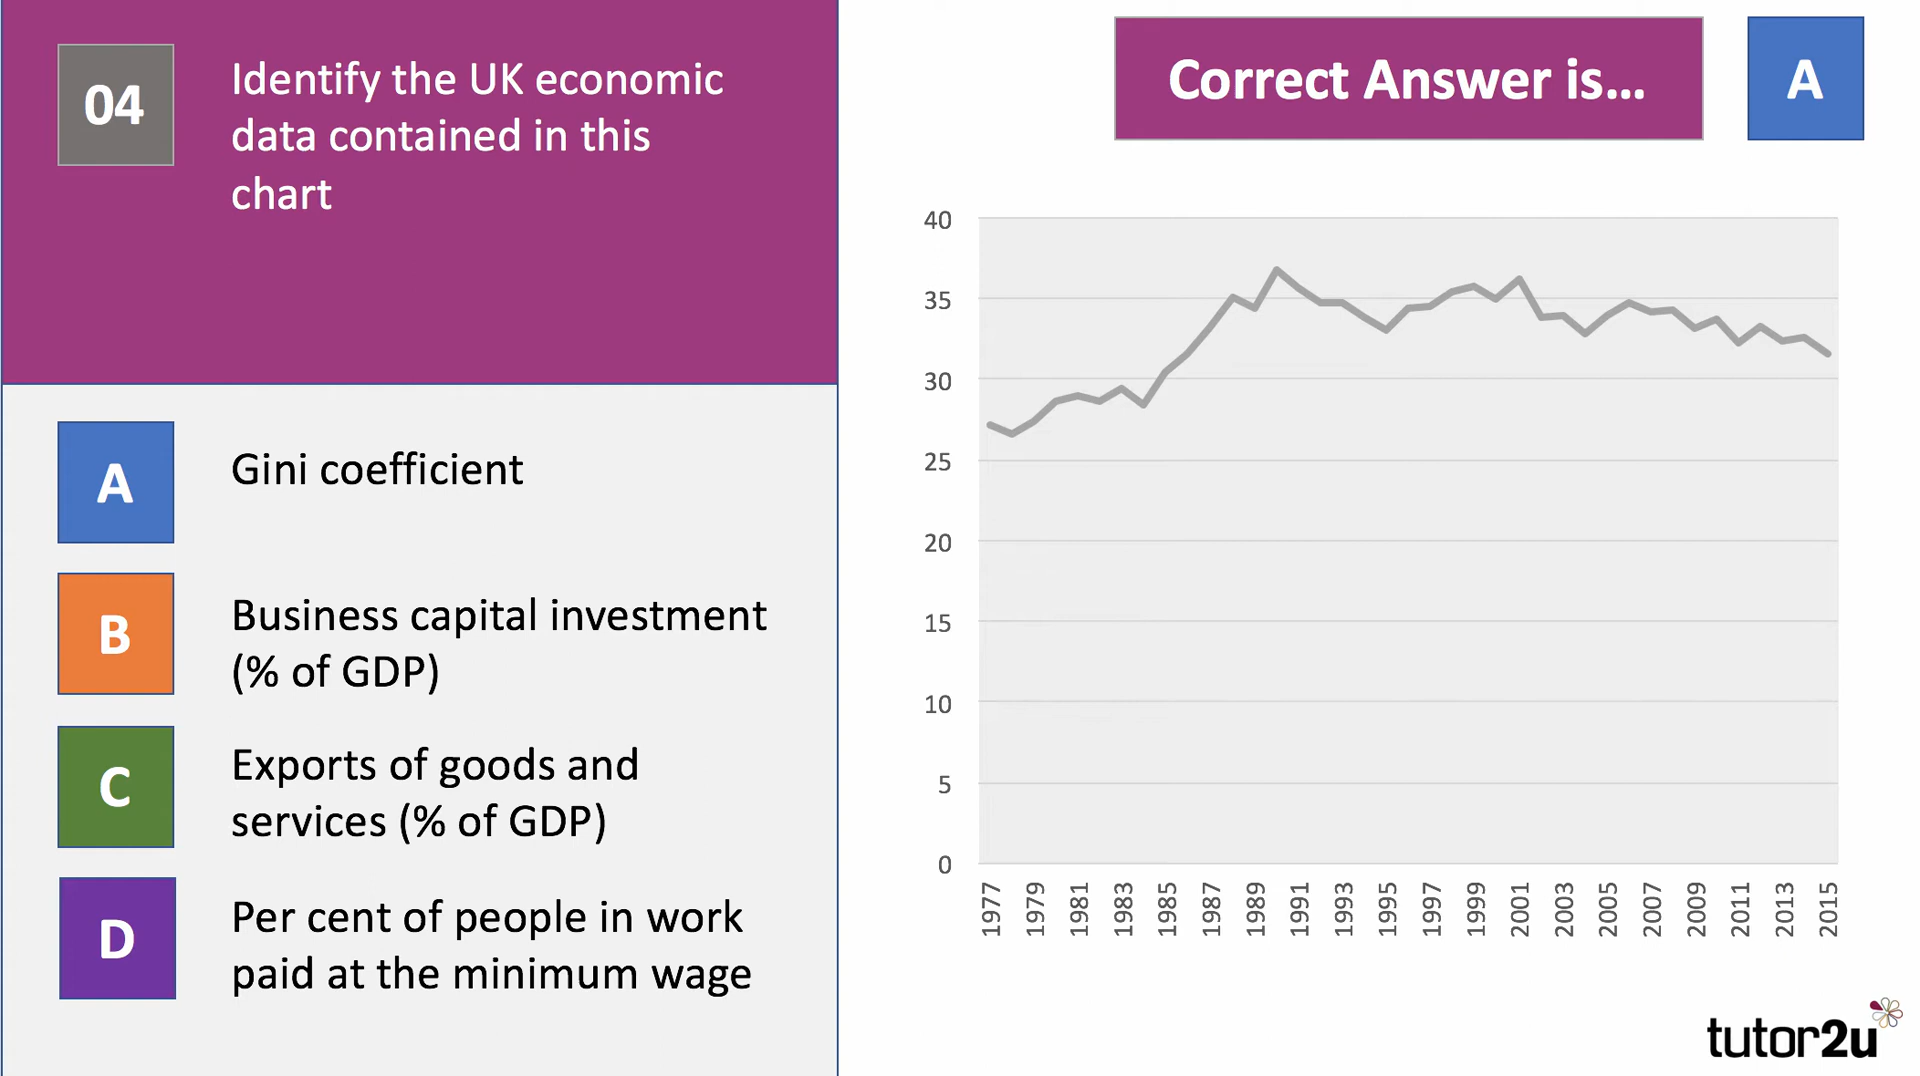 04
Identify the UK economic
data contained in this
chart
A
Gini coefficient
B
Business capital investment
(% of GDP)
C
Exports of goods and
services (% of GDP)
D
Per cent of people in work
paid at the minimum wage
Correct Answer is...
A
40
35
30
25
20
15
10
5
0
1977
1979
1981
1983
1985
1987
1989
1991
1993
1995
1997
1999
2001
2003
2005
2007
2009
2011
2013
2015
tutor2u